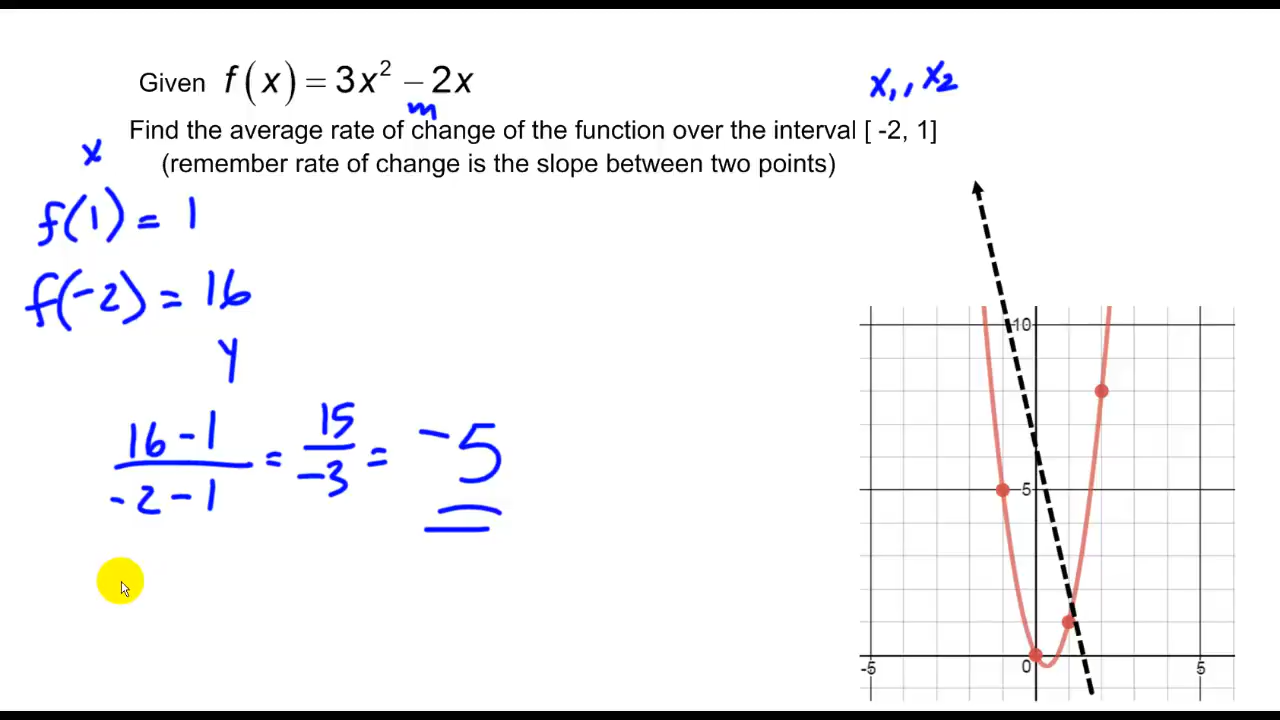 Given f(x) = 3x² − 2x
x₁, x₂
m
Find the average rate of change of the function over the interval [ -2, 1]
(remember rate of change is the slope between two points)
x
f(1) = 1
f(-2) = 16
y
16 - 1 / -2 - 1 = 15 / -3 = -5
10
5
-5
0
5